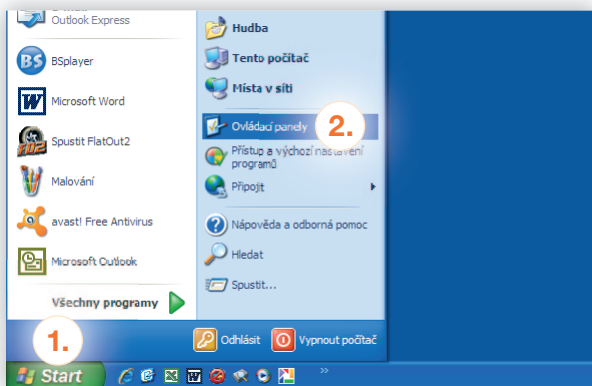 Outlook Express
BSplayer
Microsoft Word
Spustit FlatOut2
Malování
avast! Free Antivirus
Microsoft Outlook
Všechny programy
Hudba
Tento počítač
Místa v síti
Ovládací panely
2.
Přístup a výchozí nastavení
programů
Připojit
Nápověda a odborná pomoc
Hledat
Spustit...
1.
Odhlásit
Vypnout počítač
Start